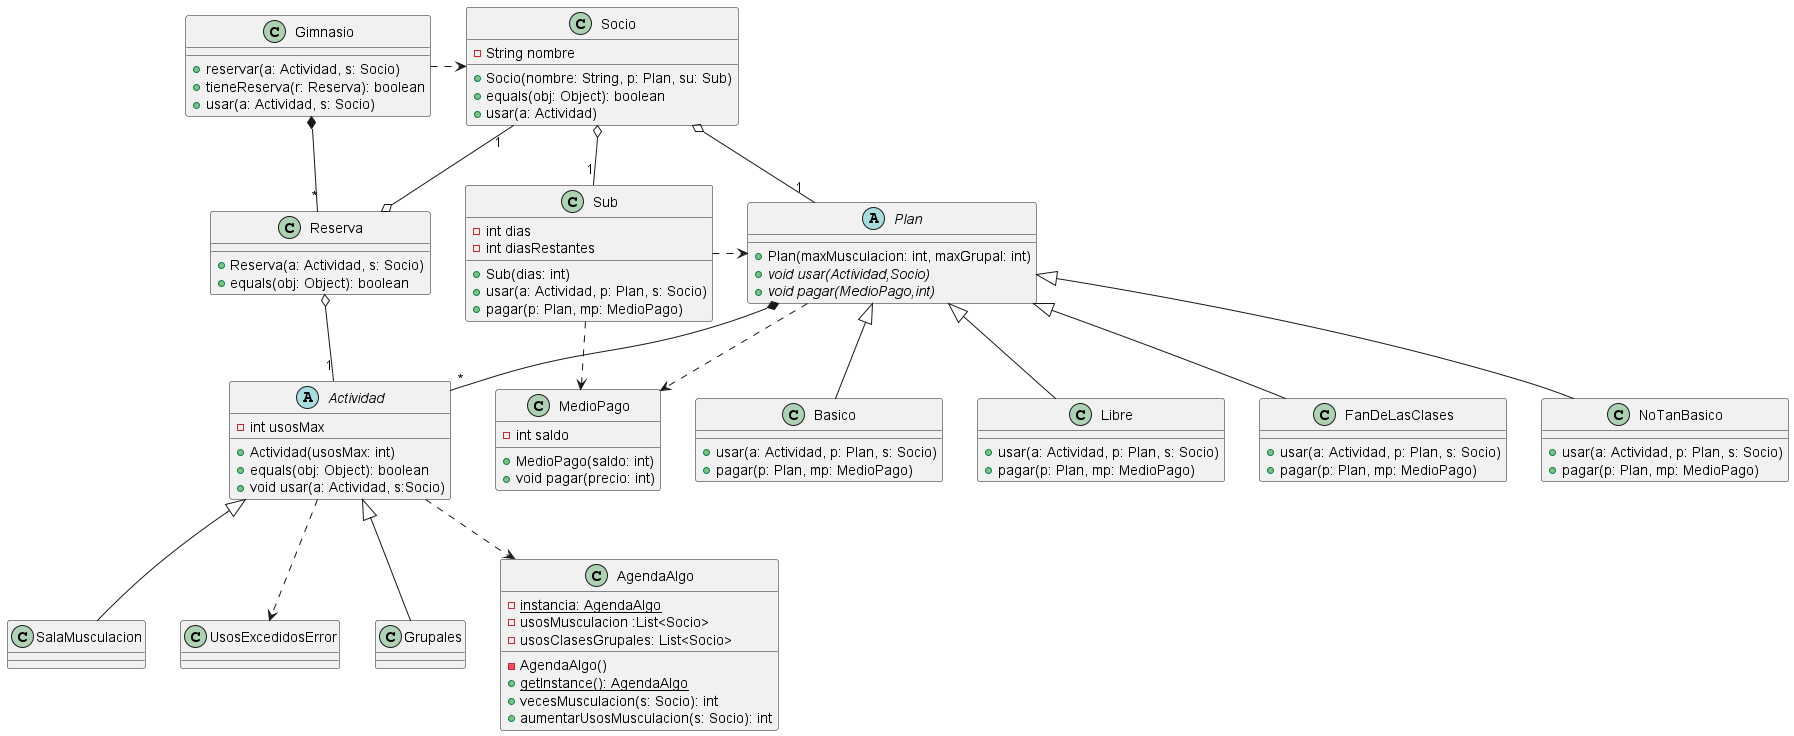 C Gimnasio
reservar(a: Actividad, s: Socio)
tieneReserva(r: Reserva): boolean
usar(a: Actividad, s: Socio)
C Socio
String nombre
Socio(nombre: String, p: Plan, su: Sub)
equals(obj: Object): boolean
usar(a: Actividad)
1
1
1
*
C Reserva
Reserva(a: Actividad, s: Socio)
equals(obj: Object): boolean
C Sub
int dias
int diasRestantes
Sub(dias: int)
usar(a: Actividad, p: Plan, s: Socio)
pagar(p: Plan, mp: MedioPago)
A Plan
Plan(maxMusculacion: int, maxGrupal: int)
void usar(Actividad,Socio)
void pagar(MedioPago,int)
1
*
A Actividad
int usosMax
Actividad(usosMax: int)
equals(obj: Object): boolean
void usar(a: Actividad, s:Socio)
C MedioPago
int saldo
MedioPago(saldo: int)
void pagar(precio: int)
C Basico
usar(a: Actividad, p: Plan, s: Socio)
pagar(p: Plan, mp: MedioPago)
C Libre
usar(a: Actividad, p: Plan, s: Socio)
pagar(p: Plan, mp: MedioPago)
C FanDeLasClases
usar(a: Actividad, p: Plan, s: Socio)
pagar(p: Plan, mp: MedioPago)
C NoTanBasico
usar(a: Actividad, p: Plan, s: Socio)
pagar(p: Plan, mp: MedioPago)
C SalaMusculacion
C UsosExcedidosError
C Grupales
C AgendaAlgo
instancia: AgendaAlgo
usosMusculacion :List<Socio>
usosClasesGrupales: List<Socio>
AgendaAlgo()
getInstance(): AgendaAlgo
vecesMusculacion(s: Socio): int
aumentarUsosMusculacion(s: Socio): int